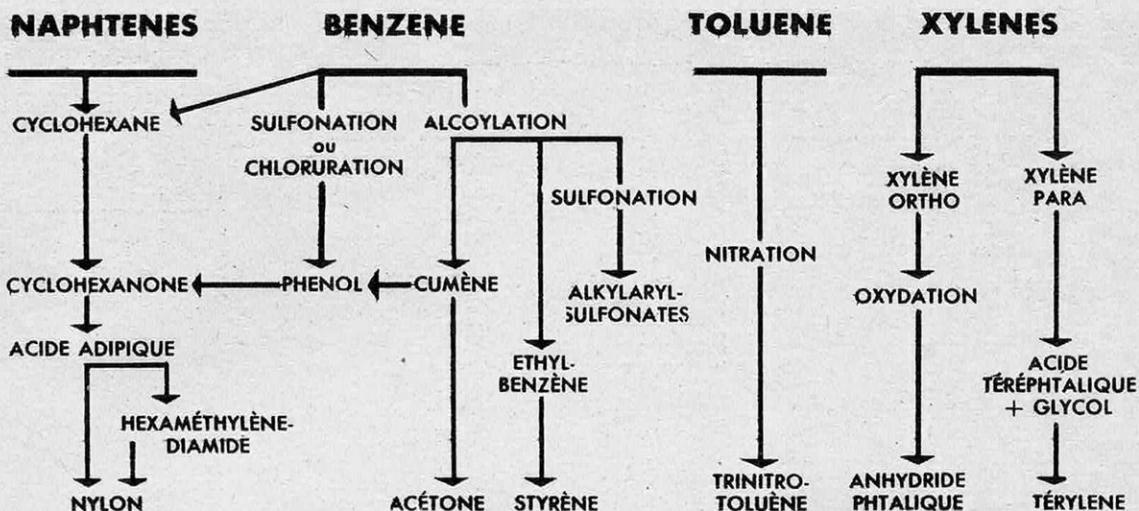 NAPHTENES
BENZENE
TOLUENE
XYLENES
CYCLOHEXANE
SULFONATION
ou
CHLORURATION
ALCOYLATION
SULFONATION
XYLÈNE
ORTHO
XYLÈNE
PARA
NITRATION
CYCLOHEXANONE
PHENOL
CUMÈNE
ALKYLARYL-
SULFONATES
OXYDATION
ACIDE ADIPIQUE
ETHYL-
BENZÈNE
ACIDE
TÉRÉPHTALIQUE
+ GLYCOL
HEXAMÉTHYLÈNE-
DIAMIDE
NYLON
ACÉTONE
STYRÈNE
TRINITRO-
TOLUÈNE
ANHYDRIDE
PHTALIQUE
TÉRYLENE